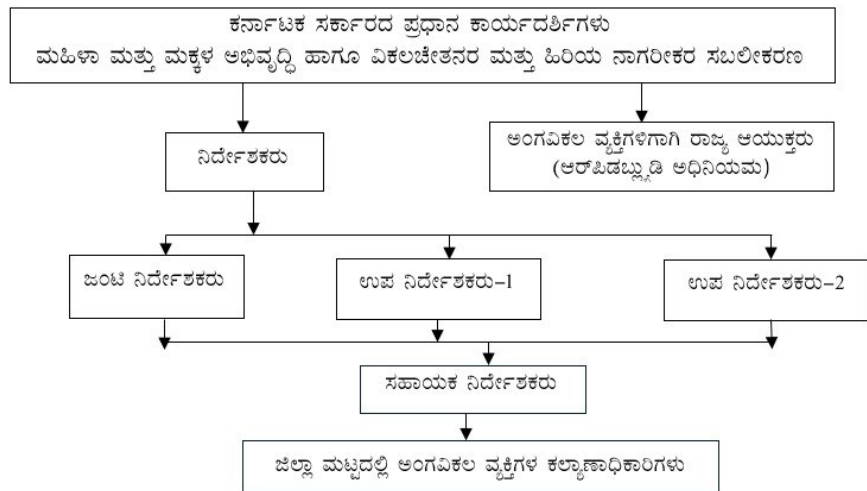 ಕರ್ನಾಟಕ ಸರ್ಕಾರದ ಪ್ರಧಾನ ಕಾರ್ಯದರ್ಶಿಗಳು
ಮಹಿಳಾ ಮತ್ತು ಮಕ್ಕಳ ಅಭಿವೃದ್ಧಿ ಹಾಗೂ ವಿಕಲಚೇತನರ ಮತ್ತು ಹಿರಿಯ ನಾಗರೀಕರ ಸಬಲೀಕರಣ
ನಿರ್ದೇಶಕರು
ಅಂಗವಿಕಲ ವ್ಯಕ್ತಿಗಳಿಗಾಗಿ ರಾಜ್ಯ ಆಯುಕ್ತರು
(ಆರ್‌ಪಿಡಬ್ಲ್ಯುಡಿ ಅಧಿನಿಯಮ)
ಜಂಟಿ ನಿರ್ದೇಶಕರು
ಉಪ ನಿರ್ದೇಶಕರು-1
ಉಪ ನಿರ್ದೇಶಕರು-2
ಸಹಾಯಕ ನಿರ್ದೇಶಕರು
ಜಿಲ್ಲಾ ಮಟ್ಟದಲ್ಲಿ ಅಂಗವಿಕಲ ವ್ಯಕ್ತಿಗಳ ಕಲ್ಯಾಣಾಧಿಕಾರಿಗಳು